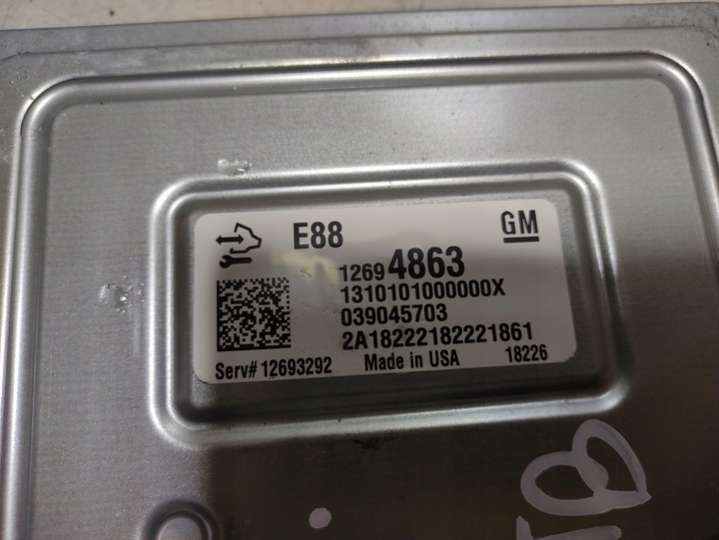 E88
GM
12694863
1310101000000X
039045703
2A18222182221861
Serv# 12693292 Made in USA 18226